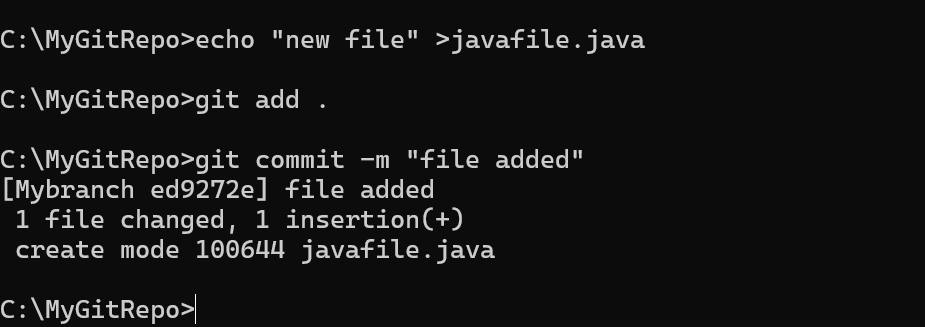 C:\MyGitRepo>echo "new file" >javafile.java
C:\MyGitRepo>git add .
C:\MyGitRepo>git commit -m "file added"
[Mybranch ed9272e] file added
1 file changed, 1 insertion(+)
create mode 100644 javafile.java
C:\MyGitRepo>